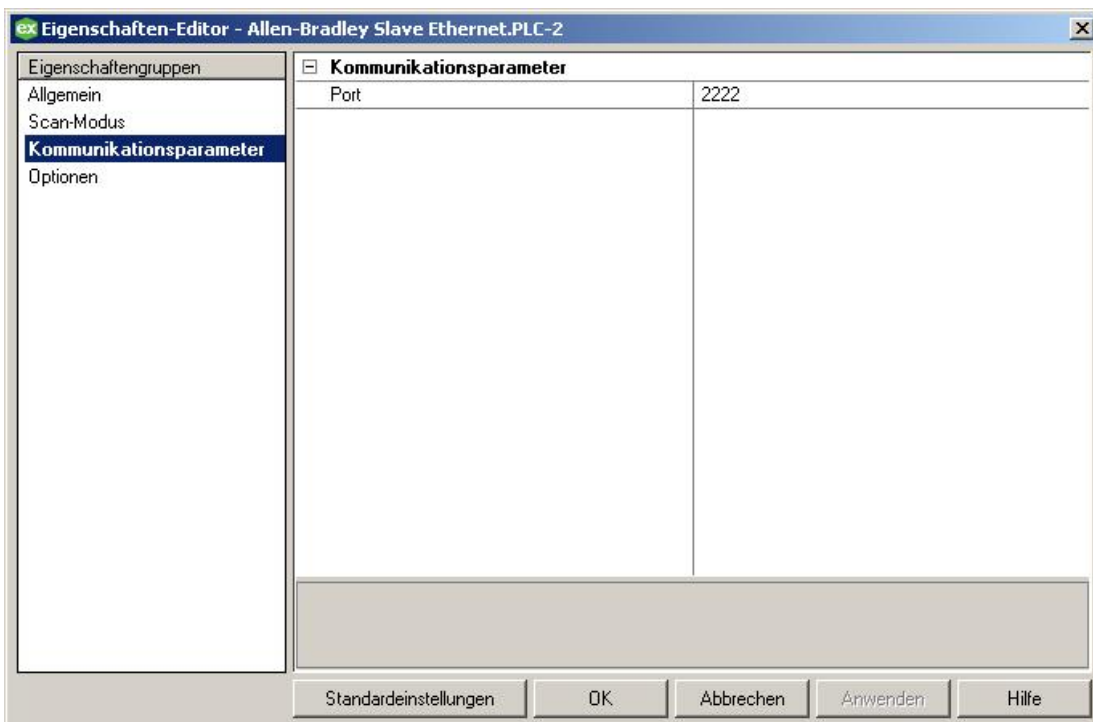 ex Eigenschaften-Editor - Allen-Bradley Slave Ethernet.PLC-2
Eigenschaftengruppen
Allgemein
Scan-Modus
Kommunikationsparameter
Optionen
Kommunikationsparameter
Port 2222
Standardeinstellungen OK Abbrechen Anwenden Hilfe